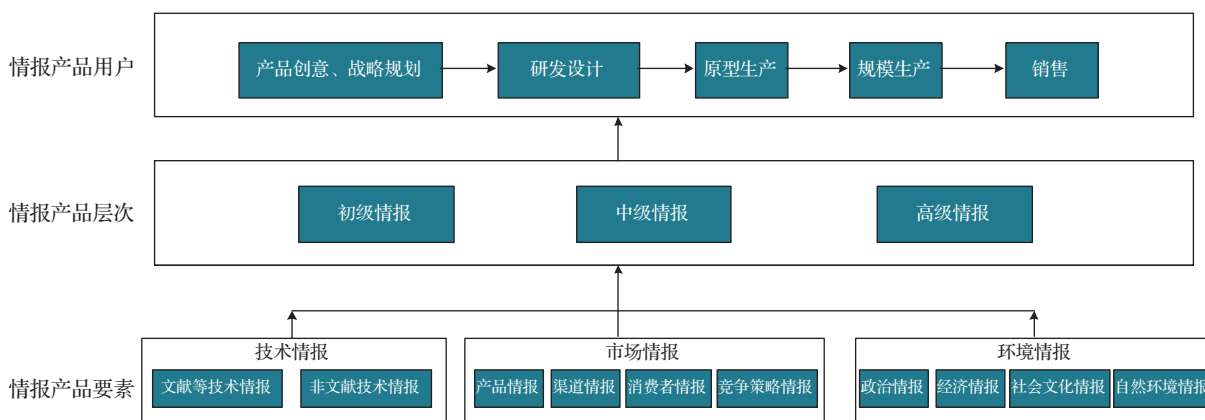 情报产品用户
产品创意、战略规划
研发设计
原型生产
规模生产
销售
情报产品层次
初级情报
中级情报
高级情报
情报产品要素
技术情报
文献等技术情报
非文献技术情报
市场情报
产品情报
渠道情报
消费者情报
竞争策略情报
环境情报
政治情报
经济情报
社会文化情报
自然环境情报